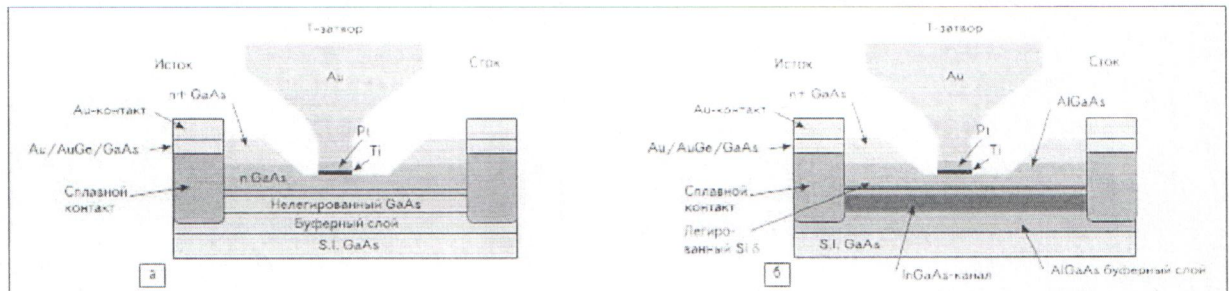 Т-затвор
Исток
Au
Сток
n+ GaAs
Au-контакт
Pt
Ti
Au/AuGe/GaAs
n GaAs
Сплавной
контакт
Нелегированный GaAs
Буферный слой
S.I. GaAs
а
Т-затвор
Исток
Au
Сток
n+ GaAs
AlGaAs
Au-контакт
Pt
Ti
Au/AuGe/GaAs
Сплавной
контакт
Легиро-
ванный Si δ
S.I. GaAs
б
InGaAs-канал
AlGaAs буферный слой